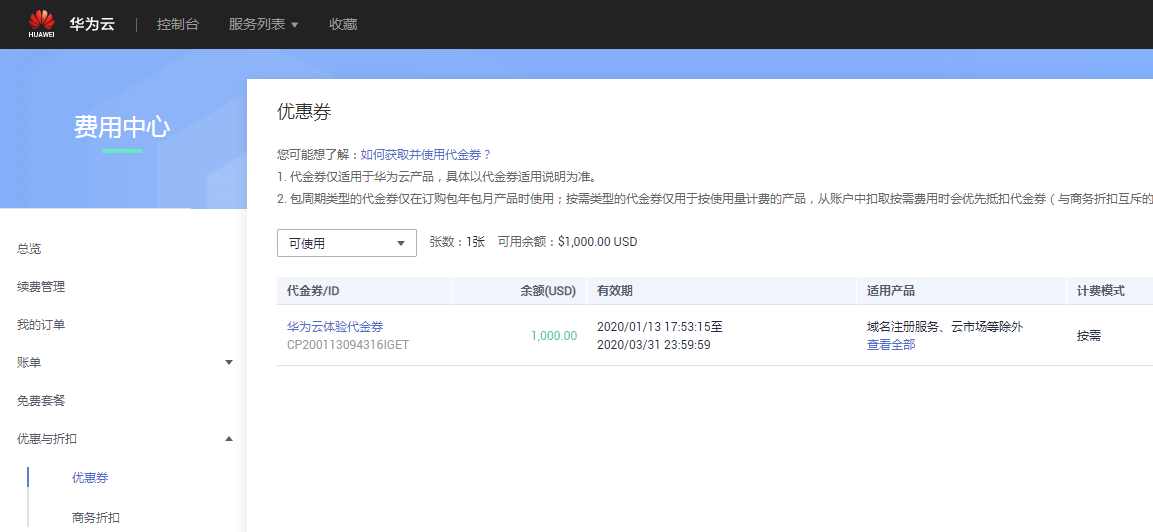 HUAWEI 华为云 控制台 服务列表 收藏
费用中心
总览
续费管理
我的订单
账单
免费套餐
优惠与折扣
优惠券
商务折扣
优惠券
您可能想了解：如何获取并使用代金券？
1. 代金券仅适用于华为云产品，具体以代金券适用说明为准。
2. 包周期类型的代金券仅在订购包年包月产品时使用；按需类型的代金券仅用于按使用量计费的产品，从账户中扣取按需费用时会优先抵扣代金券（与商务折扣互斥的
可使用 张数：1张 可用余额：$1,000.00 USD
代金券/ID 余额(USD) 有效期 适用产品 计费模式
华为云体验代金券 1,000.00 2020/01/13 17:53:15至 域名注册服务、云市场等除外 按需
CP200113094316IGET 2020/03/31 23:59:59 查看全部